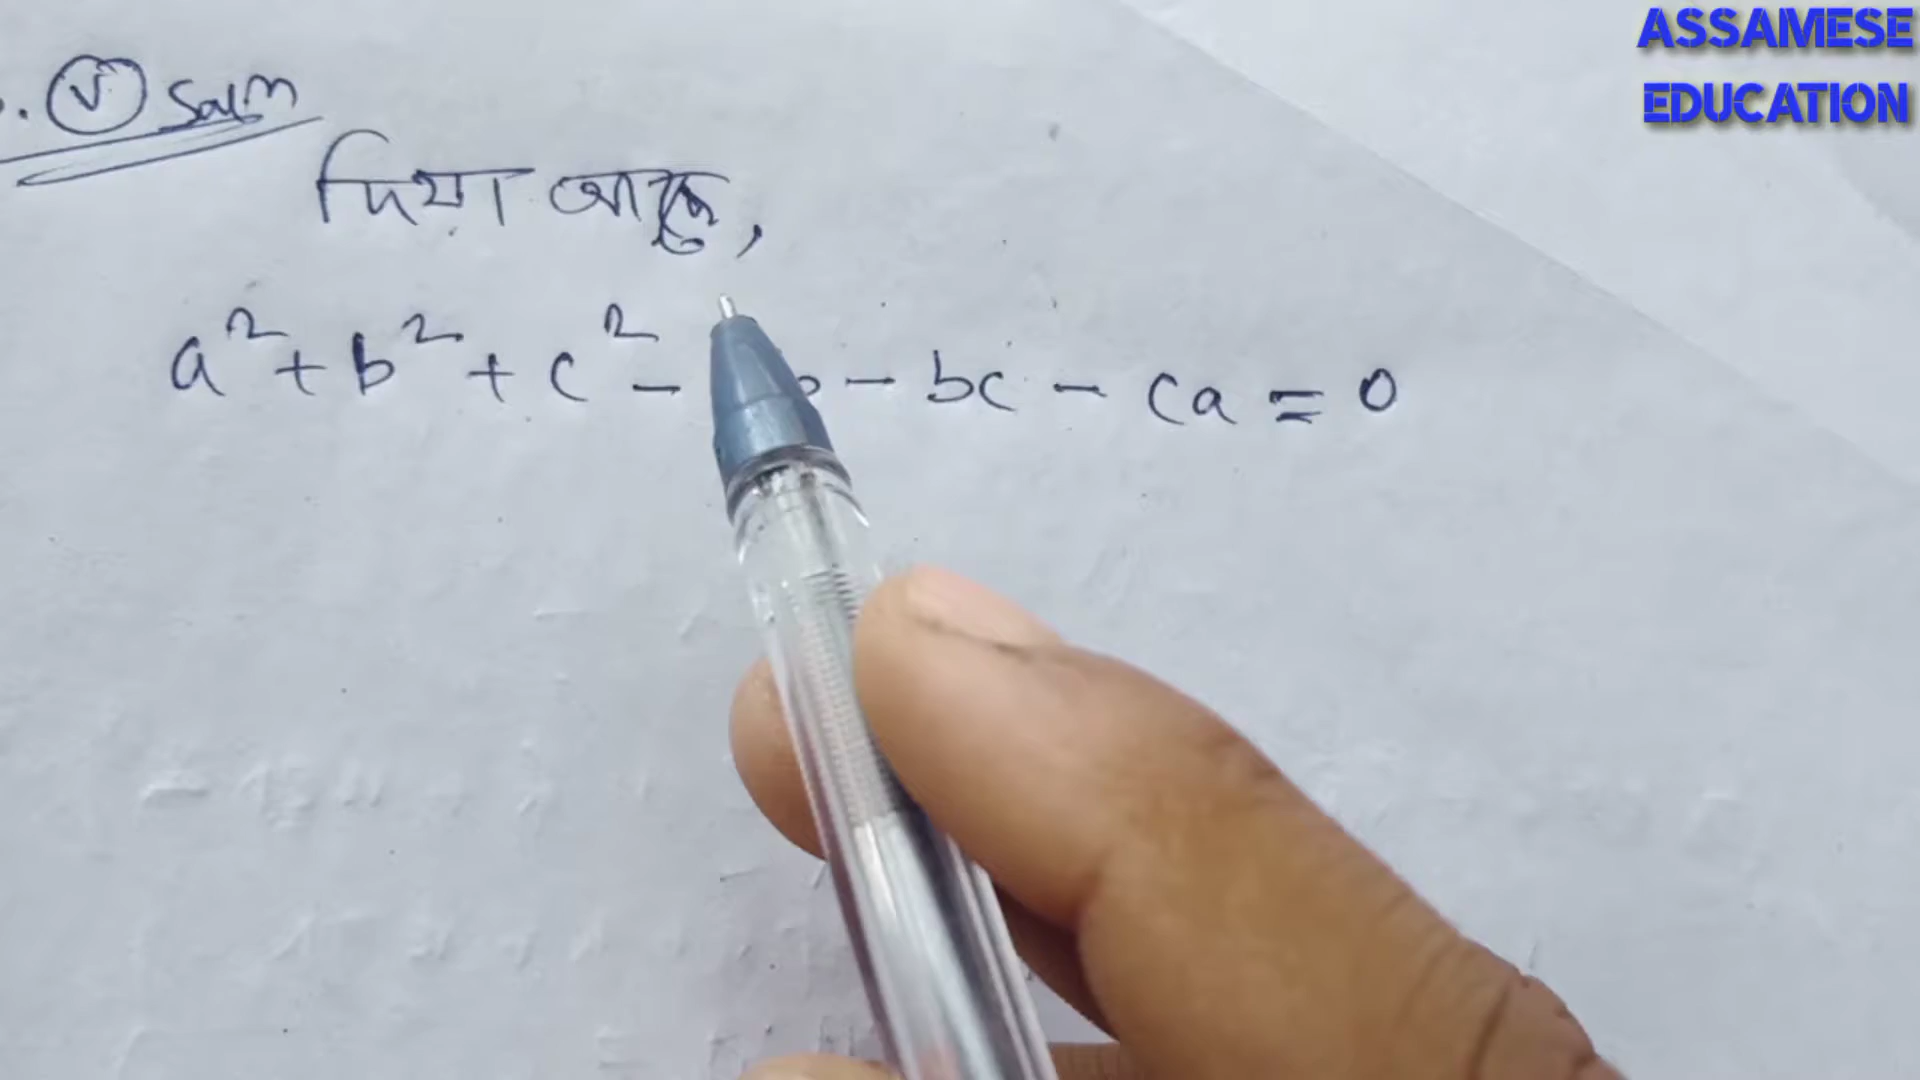 ASSAMESE
EDUCATION
. (v) Soln
দিয়া আছে,
a² + b² + c² - - bc - ca = 0